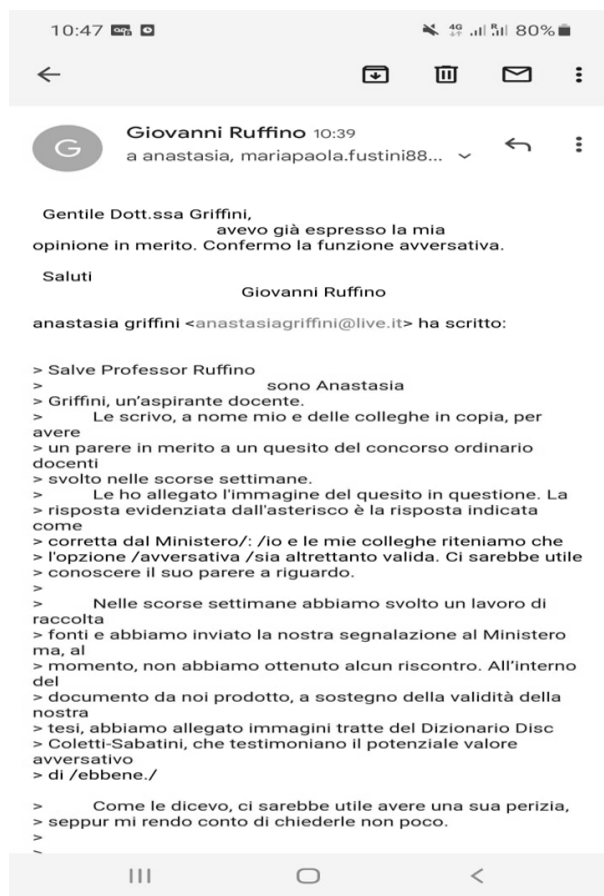 10:47
4G R 80%
Giovanni Ruffino 10:39
G
a anastasia, mariapaola.fustini88...
Gentile Dott.ssa Griffini,
avevo già espresso la mia
opinione in merito. Confermo la funzione avversativa.
Saluti
Giovanni Ruffino
anastasia griffini <anastasiagriffini@live.it> ha scritto:
> Salve Professor Ruffino
> sono Anastasia
> Griffini, un'aspirante docente.
> Le scrivo, a nome mio e delle colleghe in copia, per
avere
> un parere in merito a un quesito del concorso ordinario
docenti
> svolto nelle scorse settimane.
> Le ho allegato l'immagine del quesito in questione. La
> risposta evidenziata dall'asterisco è la risposta indicata
come
> corretta dal Ministero/: /io e le mie colleghe riteniamo che
> l'opzione /avversativa /sia altrettanto valida. Ci sarebbe utile
> conoscere il suo parere a riguardo.
>
> Nelle scorse settimane abbiamo svolto un lavoro di
raccolta
> fonti e abbiamo inviato la nostra segnalazione al Ministero
ma, al
> momento, non abbiamo ottenuto alcun riscontro. All'interno
del
> documento da noi prodotto, a sostegno della validità della
nostra
> tesi, abbiamo allegato immagini tratte del Dizionario Disc
> Coletti-Sabatini, che testimoniano il potenziale valore
avversativo
> di /ebbene./
> Come le dicevo, ci sarebbe utile avere una sua perizia,
> seppur mi rendo conto di chiederle non poco.
>